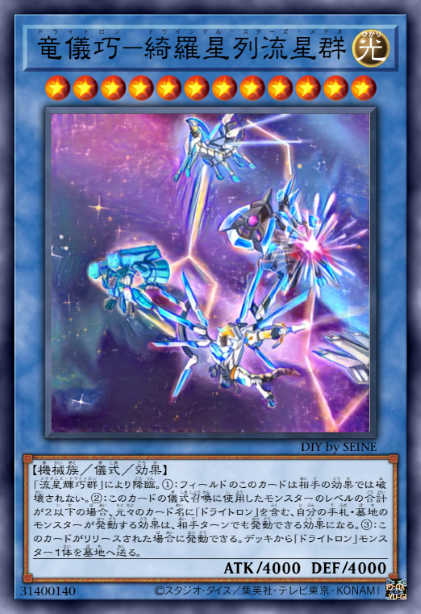 竜儀巧－綺羅星列流星群
光
DIY by SEINE
【機械族／儀式／効果】
「流星輝巧群」により降臨。①：フィールドのこのカードは相手の効果では破
壊されない。②：このカードの儀式召喚に使用したモンスターのレベルの合計
が２以下の場合、元々のカード名に「ドライトロン」を含む、自分の手札・墓地の
モンスターが発動する効果は、相手ターンでも発動できる効果になる。③：こ
のカードがリリースされた場合に発動できる。デッキから「ドライトロン」モンス
ター１体を墓地へ送る。
ATK/4000 DEF/4000
31400140
©スタジオ・ダイス／集英社・テレビ東京・KONAMI